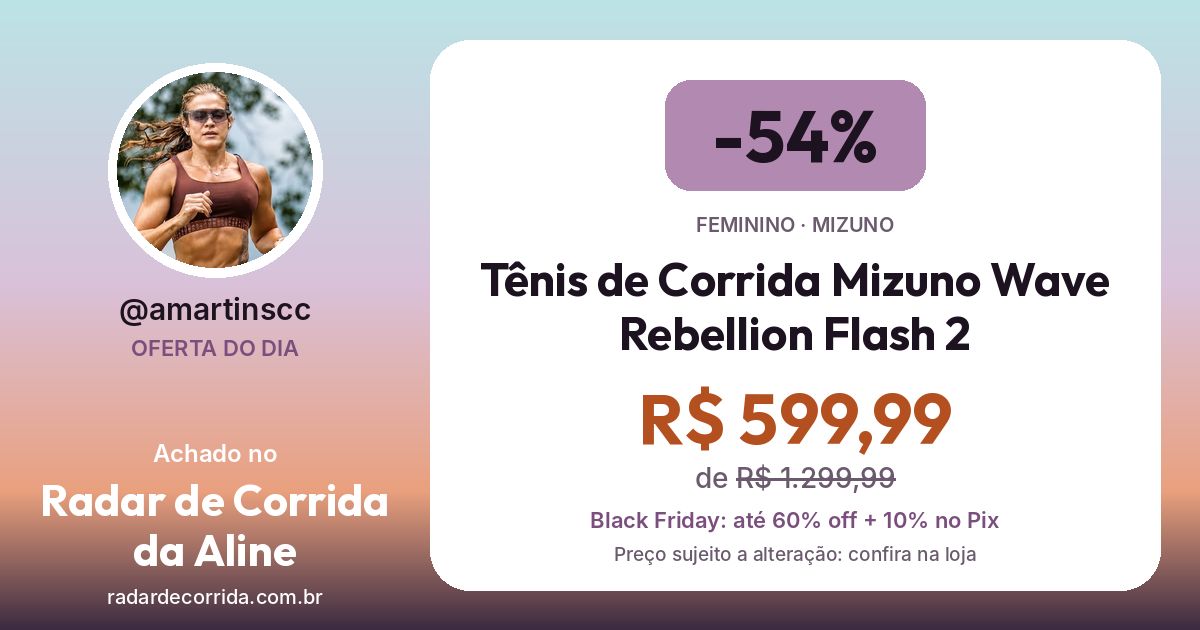 @amartinscc
OFERTA DO DIA
Achado no
Radar de Corrida
da Aline
radardecorrida.com.br
-54%
FEMININO · MIZUNO
Tênis de Corrida Mizuno Wave
Rebellion Flash 2
R$ 599,99
de R$ 1.299,99
Black Friday: até 60% off + 10% no Pix
Preço sujeito a alteração: confira na loja